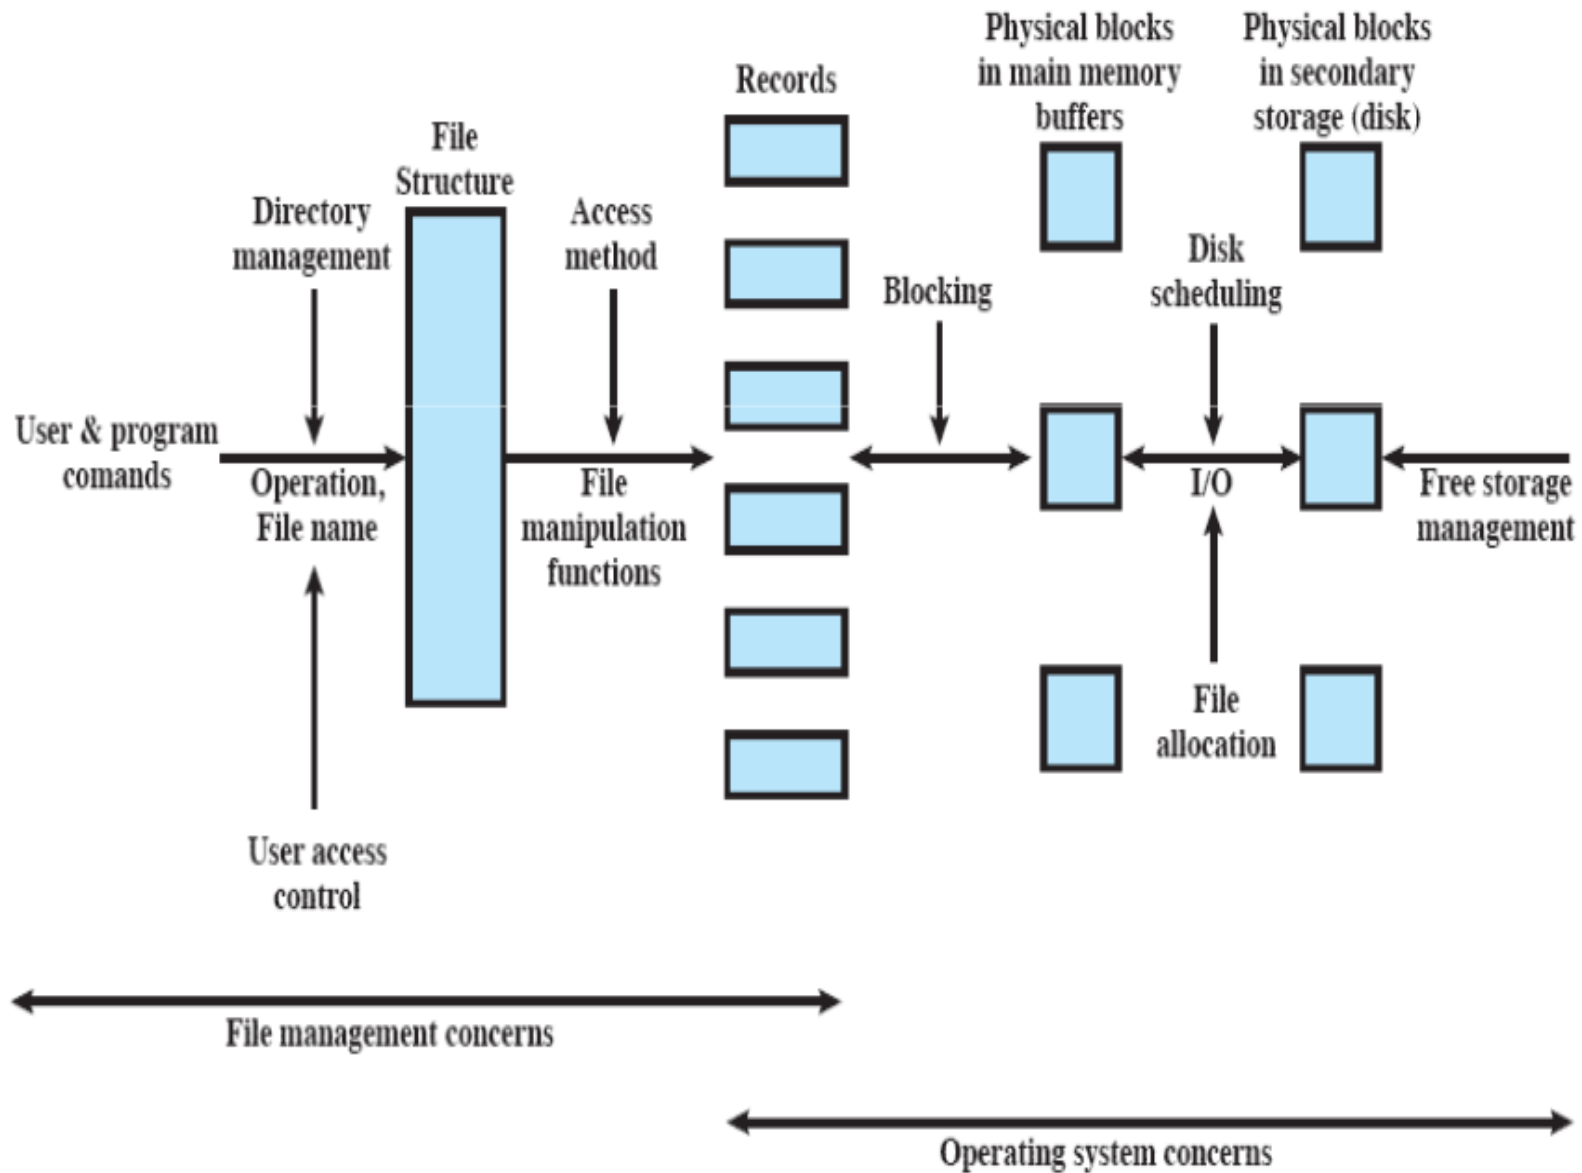 Physical blocks
in main memory
buffers
Physical blocks
in secondary
storage (disk)
Records
File
Structure
Directory
management
Access
method
Blocking
Disk
scheduling
User & program
comands
Operation,
File name
File
manipulation
functions
I/O
Free storage
management
File
allocation
User access
control
File management concerns
Operating system concerns